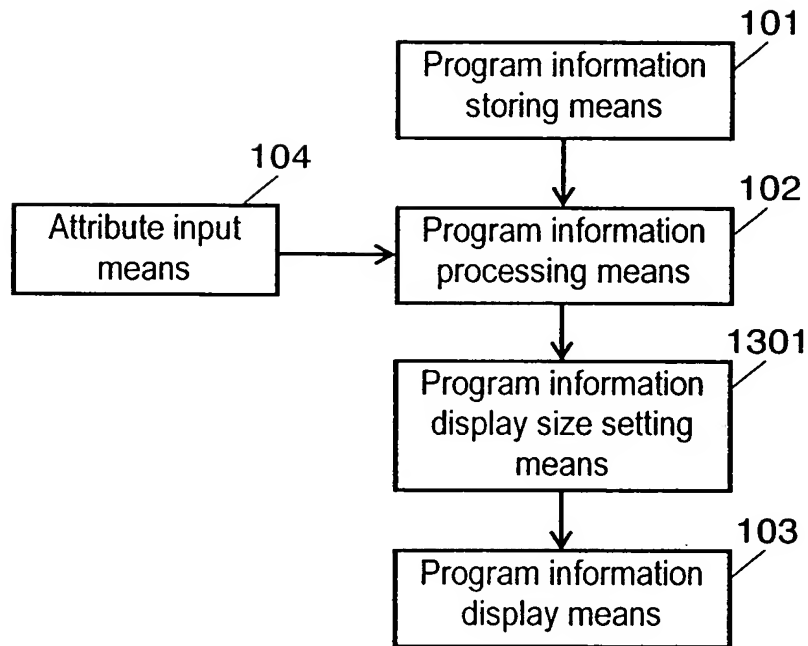 101
Program information
storing means
104
Attribute input
means
102
Program information
processing means
1301
Program information
display size setting
means
103
Program information
display means